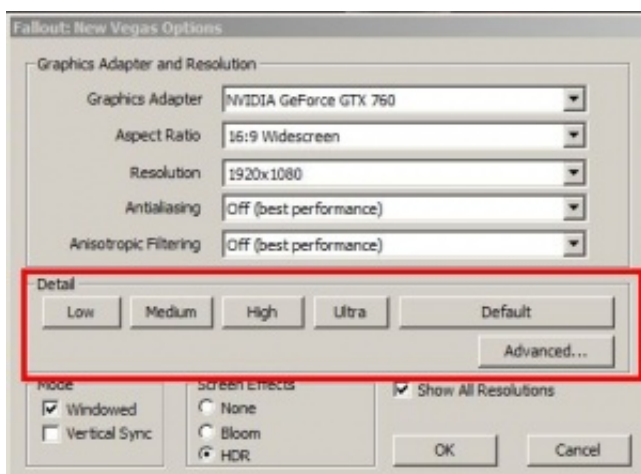 Fallout: New Vegas Options
Graphics Adapter and Resolution
Graphics Adapter NVIDIA GeForce GTX 760
Aspect Ratio 16:9 Widescreen
Resolution 1920x1080
Antialiasing Off (best performance)
Anisotropic Filtering Off (best performance)
Detail
Low Medium High Ultra Default
Advanced...
Mode Screen Effects Show All Resolutions
Windowed None
Vertical Sync Bloom
HDR OK Cancel